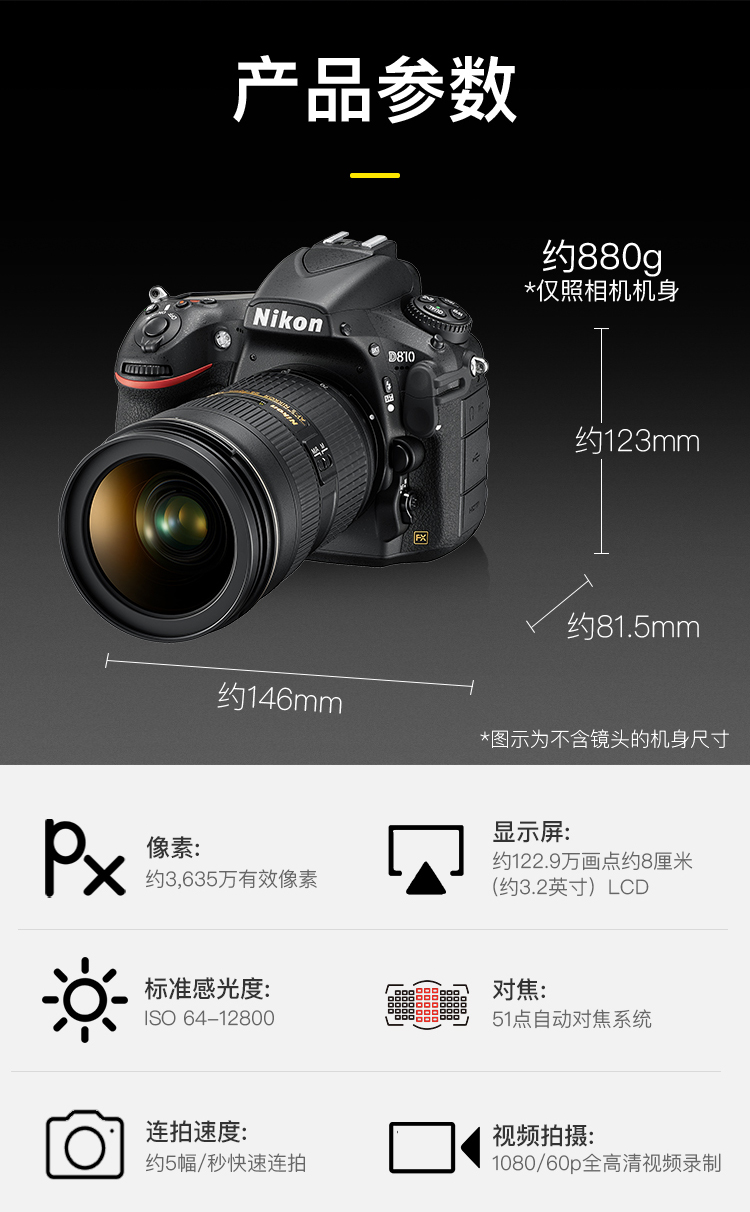 产品参数
约880g
*仅照相机机身
Nikon
D810
约123mm
FX
约81.5mm
约146mm
*图示为不含镜头的机身尺寸
px
像素:
约3,635万有效像素
显示屏:
约122.9万画点约8厘米
(约3.2英寸) LCD
标准感光度:
ISO 64-12800
对焦:
51点自动对焦系统
连拍速度:
约5幅/秒快速连拍
视频拍摄:
1080/60p全高清视频录制